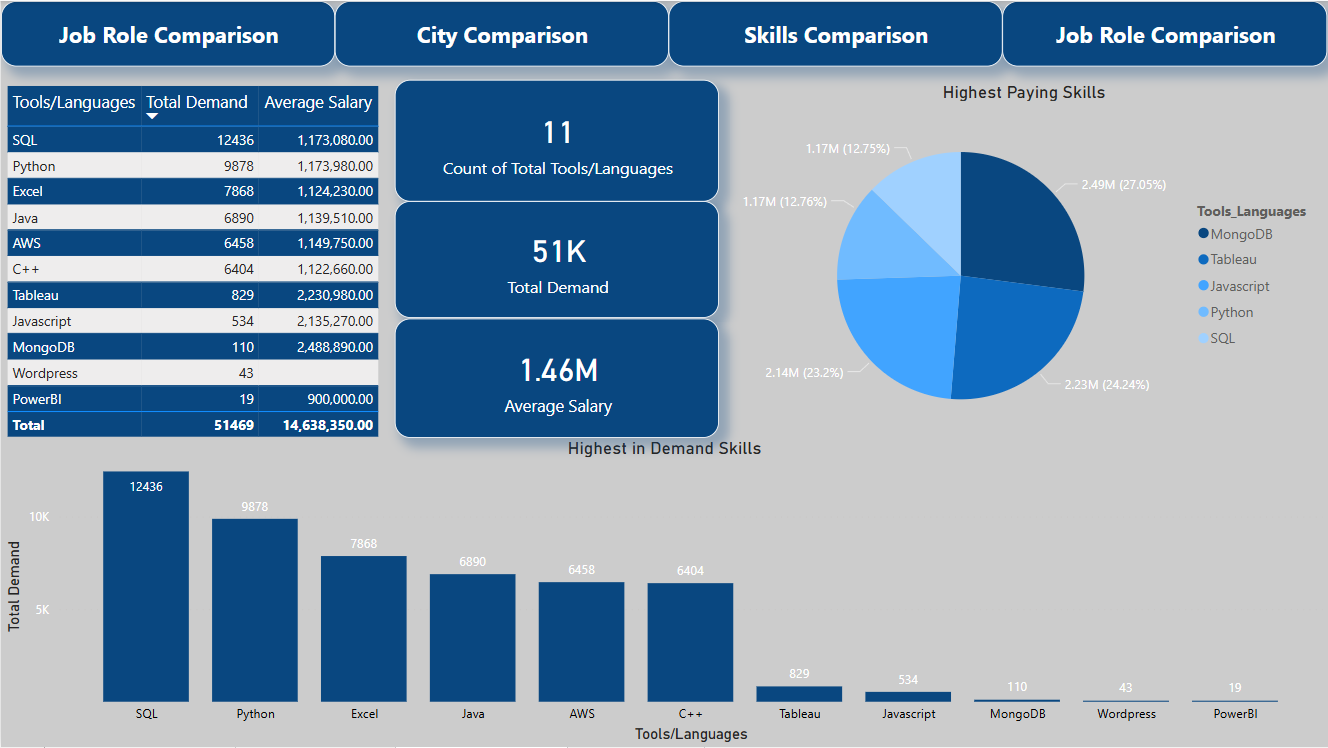 Job Role Comparison
City Comparison
Skills Comparison
Job Role Comparison
Tools/Languages Total Demand Average Salary
SQL 12436 1,173,080.00
Python 9878 1,173,980.00
Excel 7868 1,124,230.00
Java 6890 1,139,510.00
AWS 6458 1,149,750.00
C++ 6404 1,122,660.00
Tableau 829 2,230,980.00
Javascript 534 2,135,270.00
MongoDB 110 2,488,890.00
Wordpress 43
PowerBI 19 900,000.00
Total 51469 14,638,350.00
11
Count of Total Tools/Languages
51K
Total Demand
1.46M
Average Salary
Highest Paying Skills
1.17M (12.75%)
2.49M (27.05%)
1.17M (12.76%)
2.14M (23.2%)
2.23M (24.24%)
Tools_Languages
MongoDB
Tableau
Javascript
Python
SQL
Highest in Demand Skills
Total Demand
10K
5K
12436
9878
7868
6890
6458
6404
829
534
110
43
19
SQL
Python
Excel
Java
AWS
C++
Tableau
Javascript
MongoDB
Wordpress
PowerBI
Tools/Languages